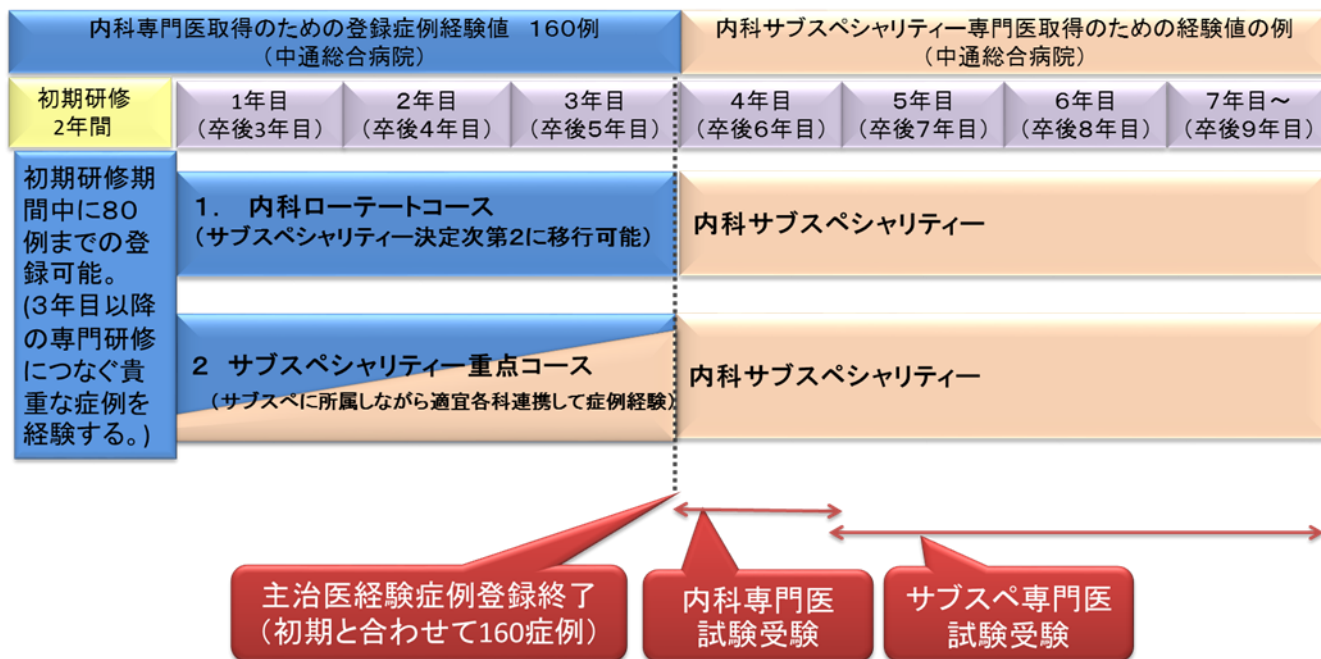 内科専門医取得のための登録症例経験値 160例
（中通総合病院）
内科サブスペシャリティー専門医取得のための経験値の例
（中通総合病院）
初期研修
2年間
1年目
（卒後3年目）
2年目
（卒後4年目）
3年目
（卒後5年目）
4年目
（卒後6年目）
5年目
（卒後7年目）
6年目
（卒後8年目）
7年目～
（卒後9年目）
初期研修期
間中に80
例までの登
録可能。
(3年目以降
の専門研修
につなぐ貴
重な症例を
経験する。)
1. 内科ローテートコース
（サブスペシャリティー決定次第2に移行可能）
内科サブスペシャリティー
2 サブスペシャリティー重点コース
（サブスペに所属しながら適宜各科連携して症例経験）
内科サブスペシャリティー
主治医経験症例登録終了
（初期と合わせて160症例）
内科専門医
試験受験
サブスペ専門医
試験受験